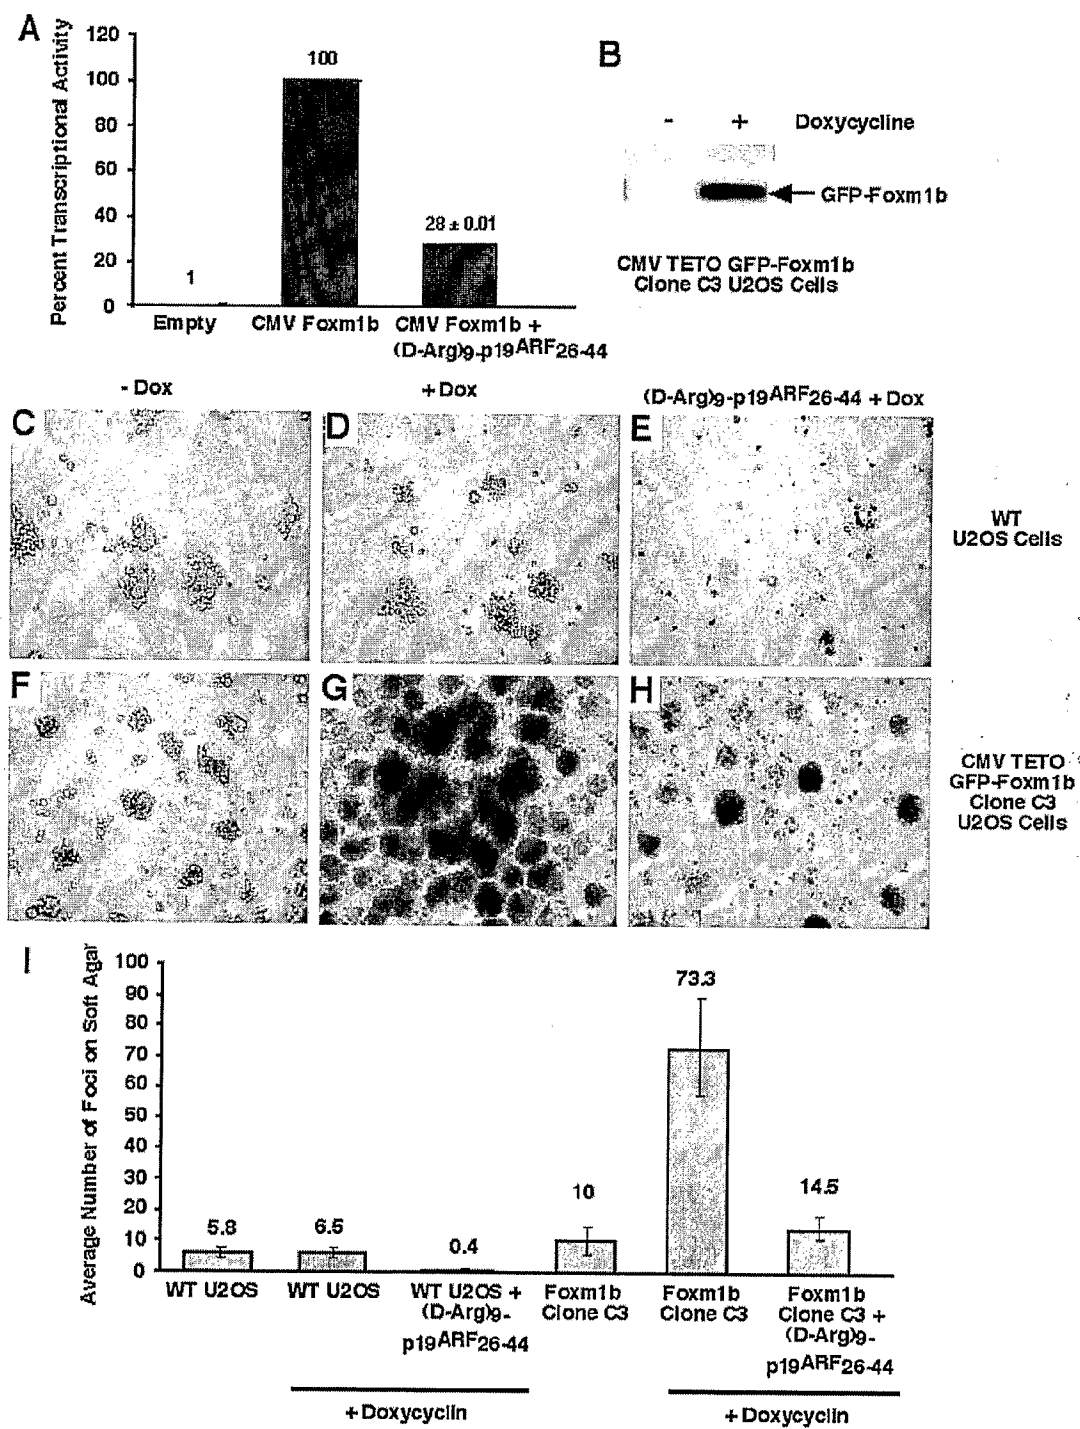 A
Percent Transcriptional Activity
120
100
80
60
40
20
0
1
100
28 ± 0.01
Empty
CMV Foxm1b
CMV Foxm1b +
(D-Arg)9-p19ARF26-44
B
- + Doxycycline
GFP-Foxm1b
CMV TETO GFP-Foxm1b
Clone C3 U2OS Cells
- Dox
+ Dox
(D-Arg)9-p19ARF26-44 + Dox
C
D
E
WT
U2OS Cells
F
G
H
CMV TETO
GFP-Foxm1b
Clone C3
U2OS Cells
I
Average Number of Foci on Soft Agar
100
90
80
70
60
50
40
30
20
10
0
5.8
6.5
0.4
10
73.3
14.5
WT U2OS
WT U2OS
WT U2OS +
(D-Arg)9-
p19ARF26-44
Foxm1b
Clone C3
Foxm1b
Clone C3
Foxm1b
Clone C3 +
(D-Arg)9-
p19ARF26-44
+ Doxycyclin
+ Doxycyclin